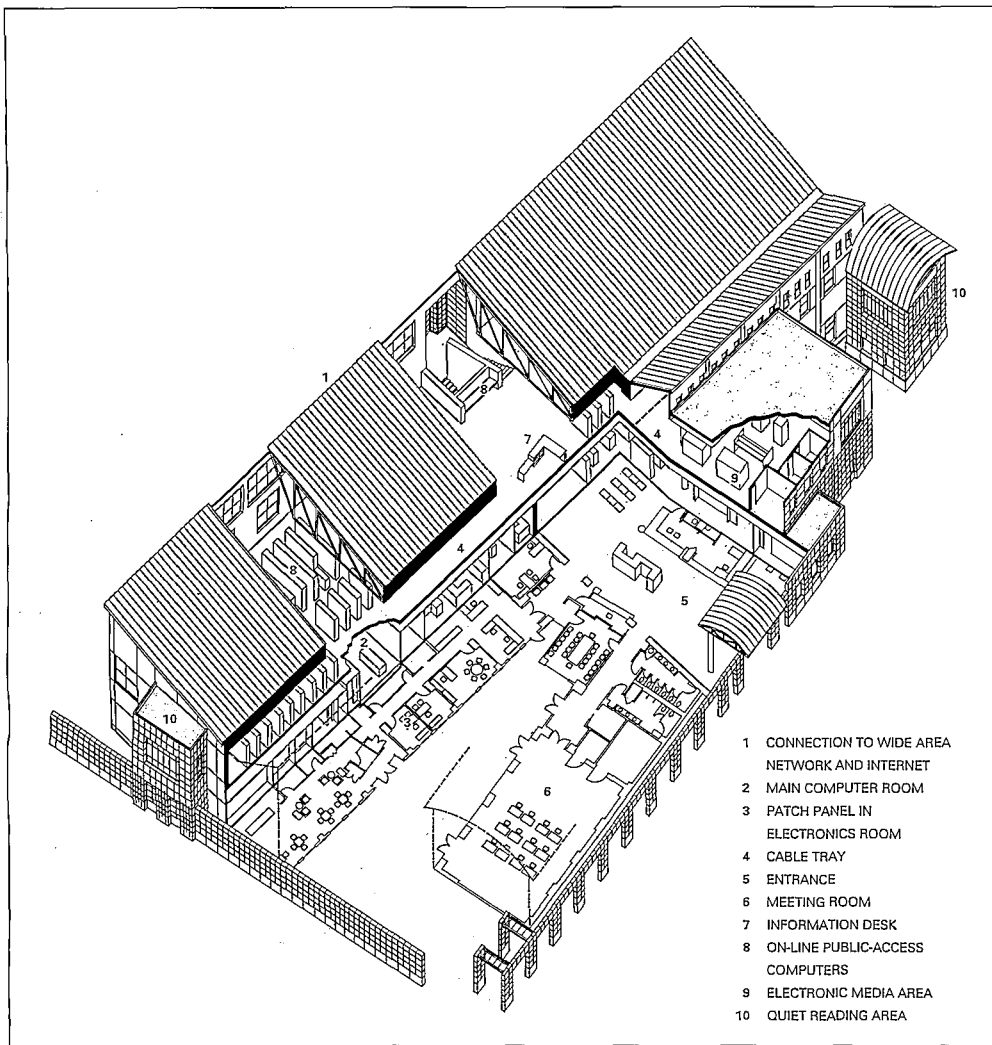 10
1
8
7
4
9
4
8
5
2
10
6
1 CONNECTION TO WIDE AREA
NETWORK AND INTERNET
2 MAIN COMPUTER ROOM
3 PATCH PANEL IN
ELECTRONICS ROOM
4 CABLE TRAY
5 ENTRANCE
6 MEETING ROOM
7 INFORMATION DESK
8 ON-LINE PUBLIC-ACCESS
COMPUTERS
9 ELECTRONIC MEDIA AREA
10 QUIET READING AREA